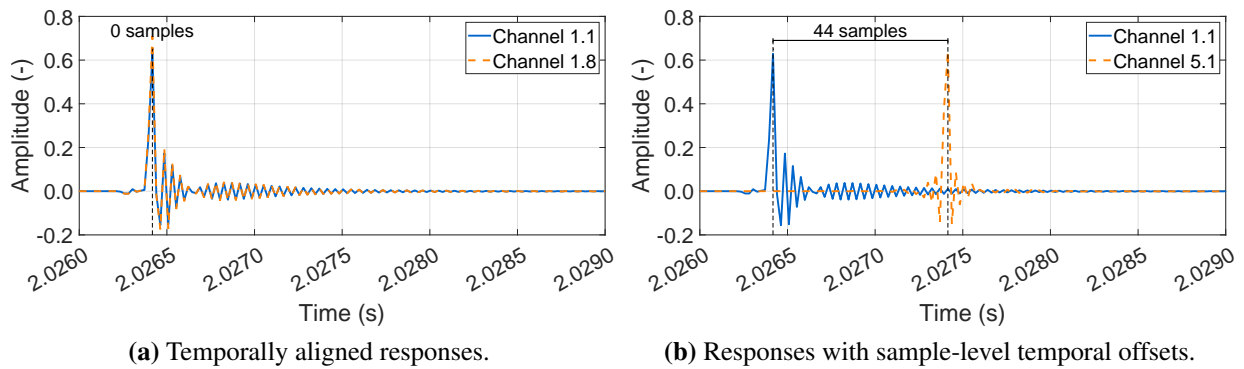 0.8
0.6
0.4
0.2
0.0
-0.2
Amplitude (-)
0 samples
Channel 1.1
Channel 1.8
2.0260
2.0265
2.0270
2.0275
2.0280
2.0285
2.0290
Time (s)
(a) Temporally aligned responses.
0.8
0.6
0.4
0.2
0.0
-0.2
Amplitude (-)
44 samples
Channel 1.1
Channel 5.1
2.0260
2.0265
2.0270
2.0275
2.0280
2.0285
2.0290
Time (s)
(b) Responses with sample-level temporal offsets.